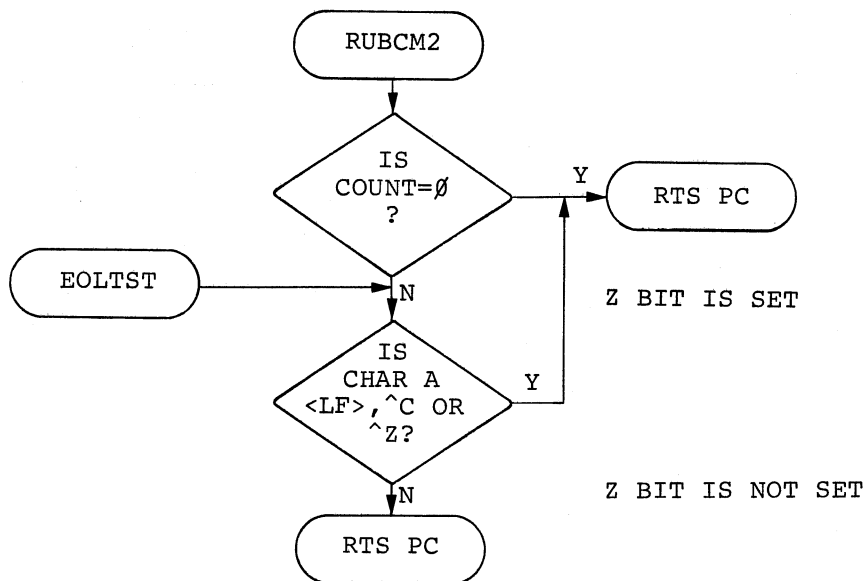 RUBCM2
IS
COUNT=Ø
?
Y
RTS PC
EOLTST
N
Z BIT IS SET
IS
CHAR A
<LF>,^C OR
^Z?
Y
N
Z BIT IS NOT SET
RTS PC